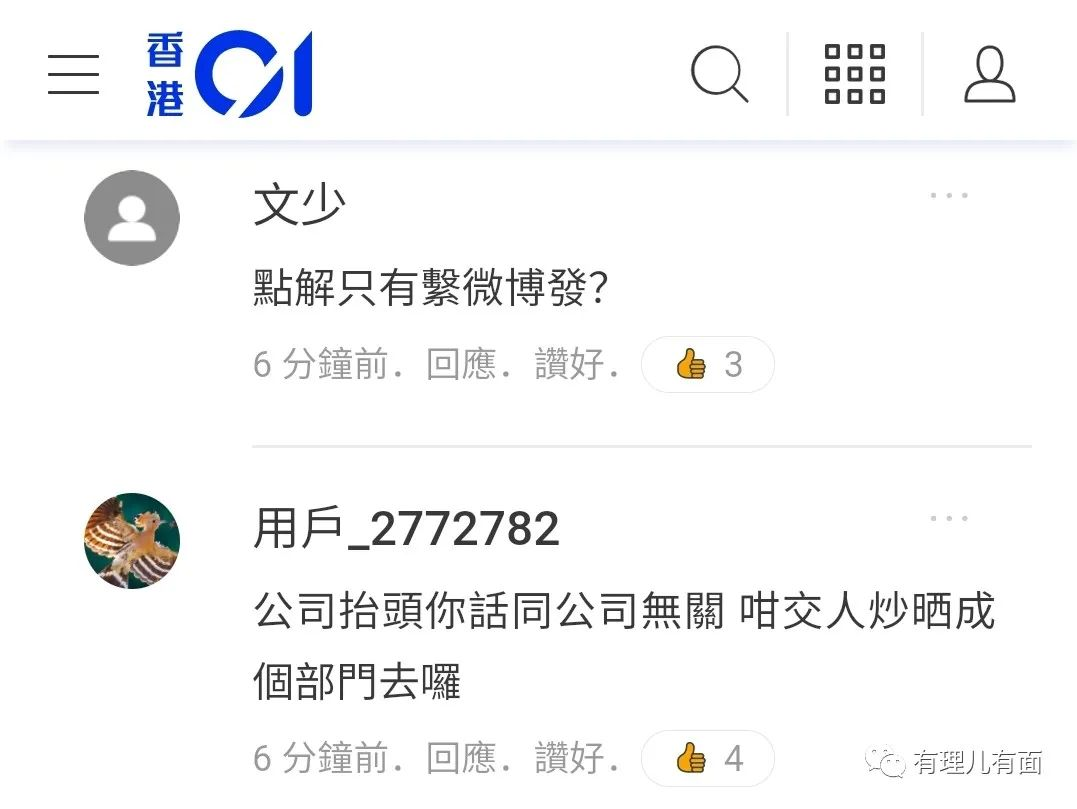 香港01
文少
點解只有繫微博發?
6 分鐘前．回應．讚好．
3
用戶_2772782
公司抬頭你話同公司無關 咁交人炒晒成
個部門去囉
6 分鐘前．回應．讚好．
4
有理儿有面